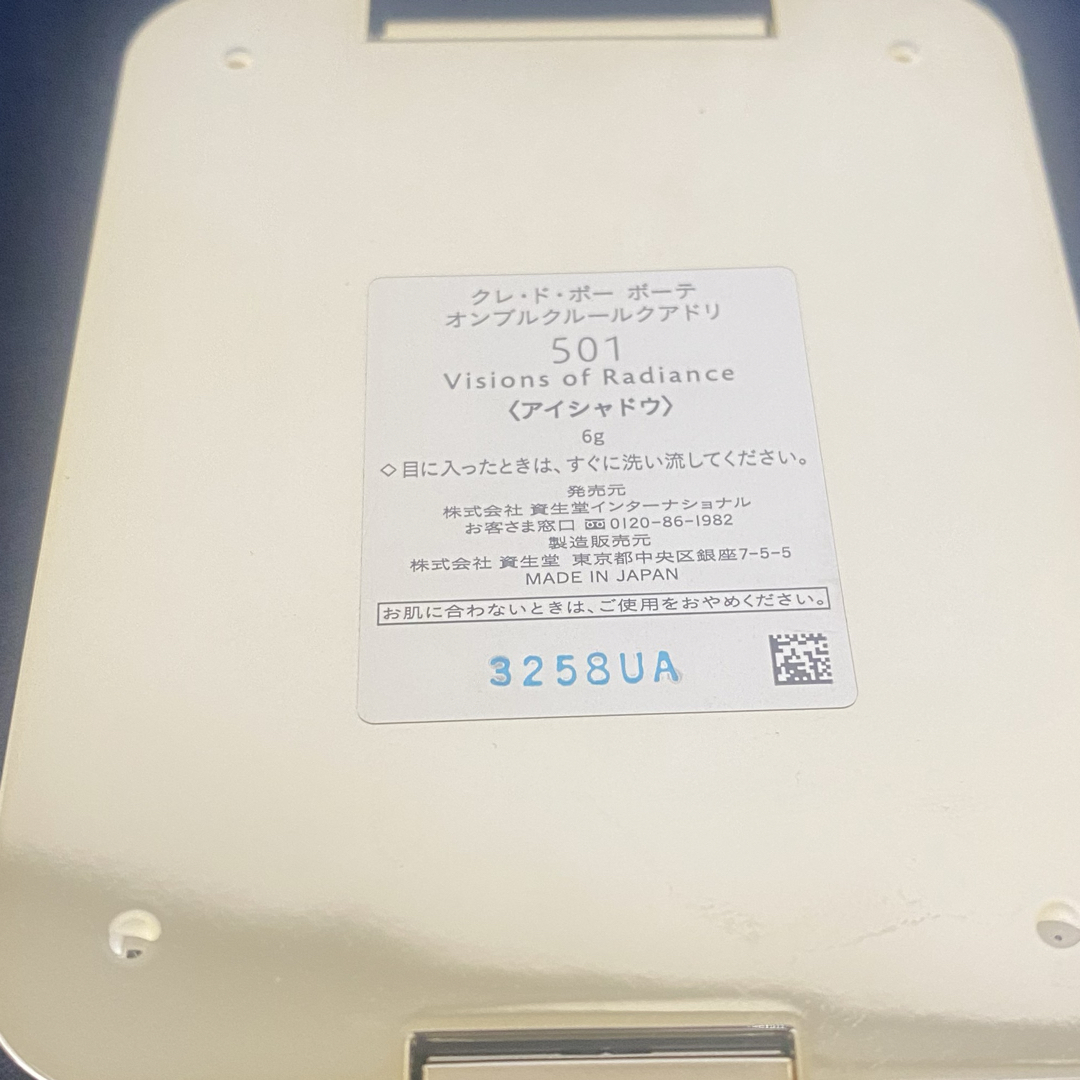 クレ・ド・ポー ボーテ
オンブルクルールクアドリ
501
Visions of Radiance
〈アイシャドウ〉
6g
◇目に入ったときは、すぐに洗い流してください。
発売元
株式会社 資生堂インターナショナル
お客さま窓口 0120-86-1982
製造販売元
株式会社 資生堂 東京都中央区銀座7-5-5
MADE IN JAPAN
お肌に合わないときは、ご使用をおやめください。
3258UA